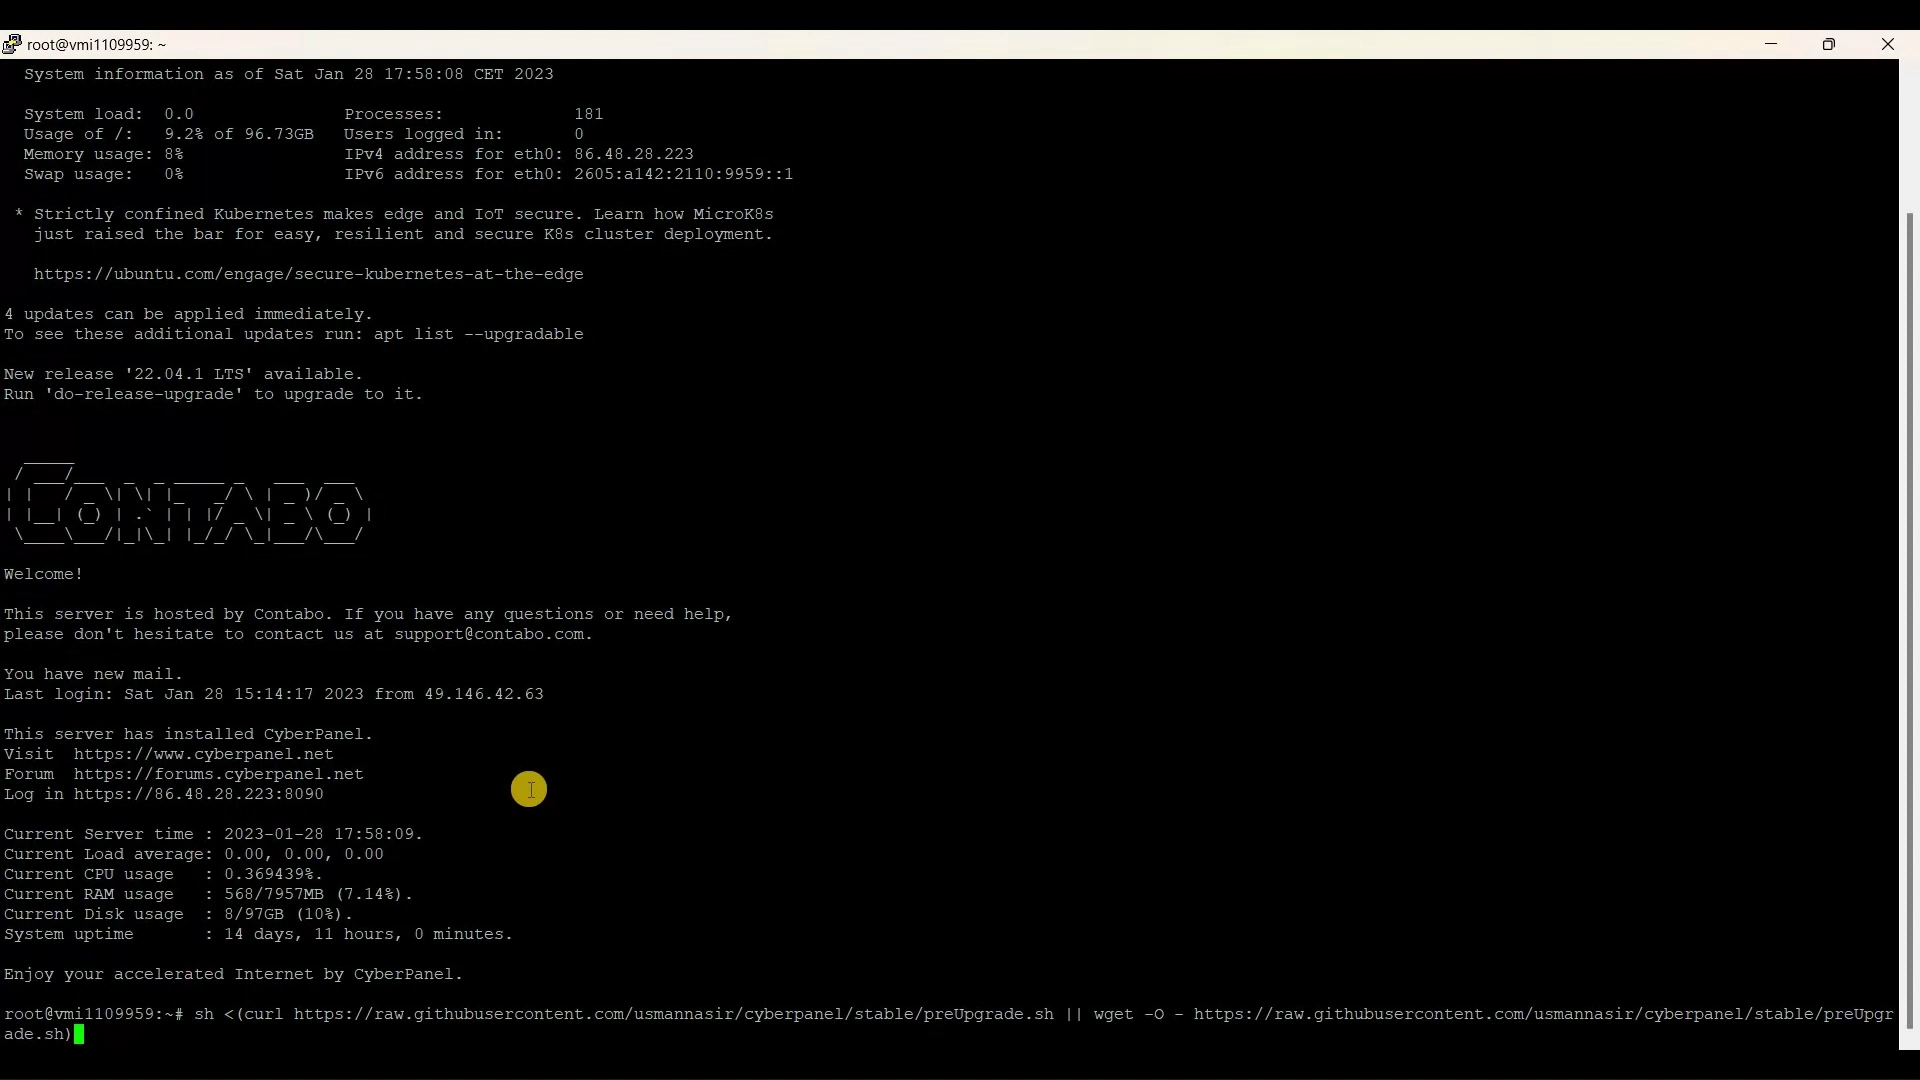 root@vmi1109959: ~
System information as of Sat Jan 28 17:58:08 CET 2023
System load:  0.0               Processes:             181
Usage of /:   9.2% of 96.73GB   Users logged in:       0
Memory usage: 8%                IPv4 address for eth0: 86.48.28.223
Swap usage:   0%                IPv6 address for eth0: 2605:a142:2110:9959::1
* Strictly confined Kubernetes makes edge and IoT secure. Learn how MicroK8s
just raised the bar for easy, resilient and secure K8s cluster deployment.
https://ubuntu.com/engage/secure-kubernetes-at-the-edge
4 updates can be applied immediately.
To see these additional updates run: apt list --upgradable
New release '22.04.1 LTS' available.
Run 'do-release-upgrade' to upgrade to it.
CONTABO
Welcome!
This server is hosted by Contabo. If you have any questions or need help,
please don't hesitate to contact us at support@contabo.com.
You have new mail.
Last login: Sat Jan 28 15:14:17 2023 from 49.146.42.63
This server has installed CyberPanel.
Visit  https://www.cyberpanel.net
Forum  https://forums.cyberpanel.net
Log in https://86.48.28.223:8090
Current Server time : 2023-01-28 17:58:09.
Current Load average: 0.00, 0.00, 0.00
Current CPU usage   : 0.369439%.
Current RAM usage   : 568/7957MB (7.14%).
Current Disk usage  : 8/97GB (10%).
System uptime       : 14 days, 11 hours, 0 minutes.
Enjoy your accelerated Internet by CyberPanel.
root@vmi1109959:~# sh <(curl https://raw.githubusercontent.com/usmannasir/cyberpanel/stable/preUpgrade.sh || wget -O - https://raw.githubusercontent.com/usmannasir/cyberpanel/stable/preUpgr
ade.sh)